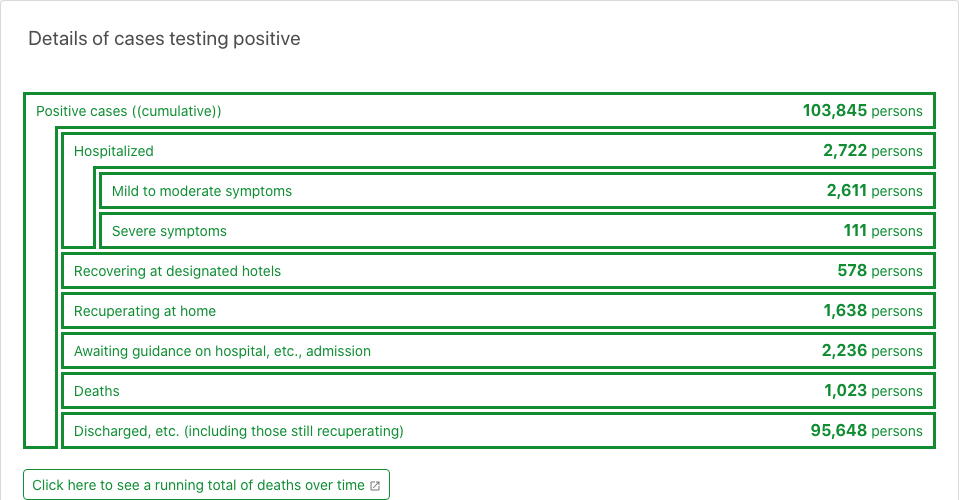 Details of cases testing positive
Positive cases ((cumulative)) 103,845 persons
Hospitalized 2,722 persons
Mild to moderate symptoms 2,611 persons
Severe symptoms 111 persons
Recovering at designated hotels 578 persons
Recuperating at home 1,638 persons
Awaiting guidance on hospital, etc., admission 2,236 persons
Deaths 1,023 persons
Discharged, etc. (including those still recuperating) 95,648 persons
Click here to see a running total of deaths over time